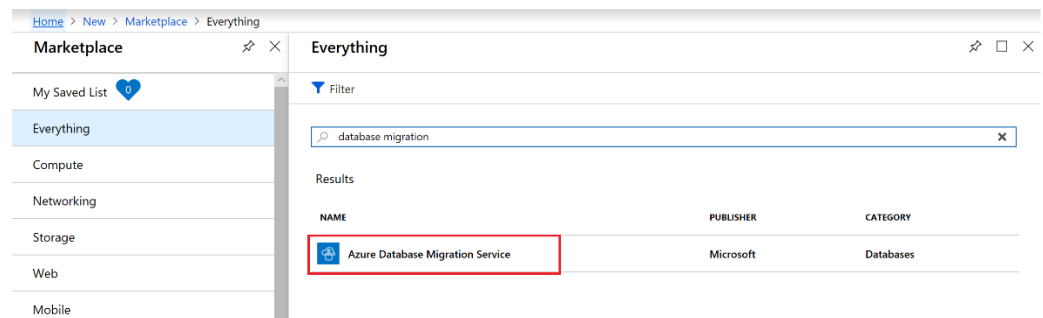 Home > New > Marketplace > Everything
Marketplace
My Saved List 0
Everything
Compute
Networking
Storage
Web
Mobile
Everything
Filter
database migration
Results
NAME PUBLISHER CATEGORY
Azure Database Migration Service Microsoft Databases